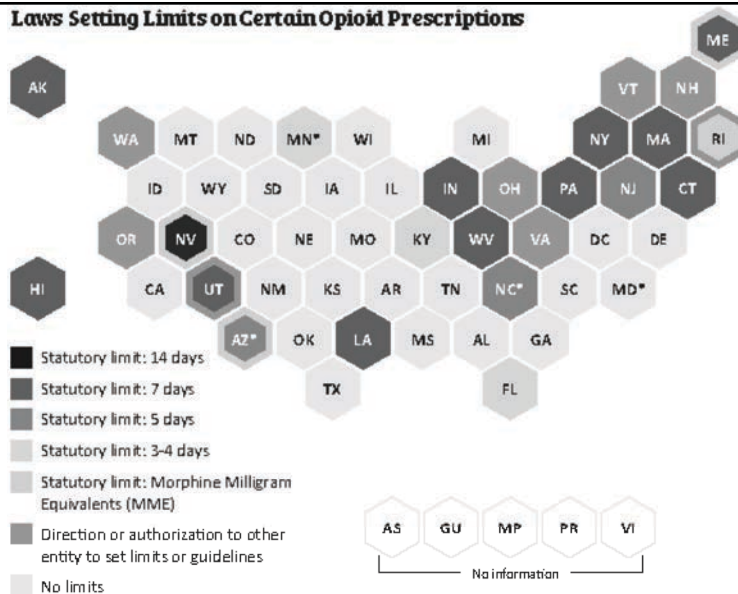 Laws Setting Limits on Certain Opioid Prescriptions
ME
AK
VT NH
WA MT ND MN* WI MI NY MA RI
ID WY SD IA IL IN OH PA NJ CT
OR NV CO NE MO KY WV VA DC DE
HI CA UT NM KS AR TN NC* SC MD*
AZ* OK LA MS AL GA
TX FL
Statutory limit: 14 days
Statutory limit: 7 days
Statutory limit: 5 days
Statutory limit: 3-4 days
Statutory limit: Morphine Milligram
Equivalents (MME)
Direction or authorization to other
entity to set limits or guidelines
No limits
AS GU MP PR VI
No information